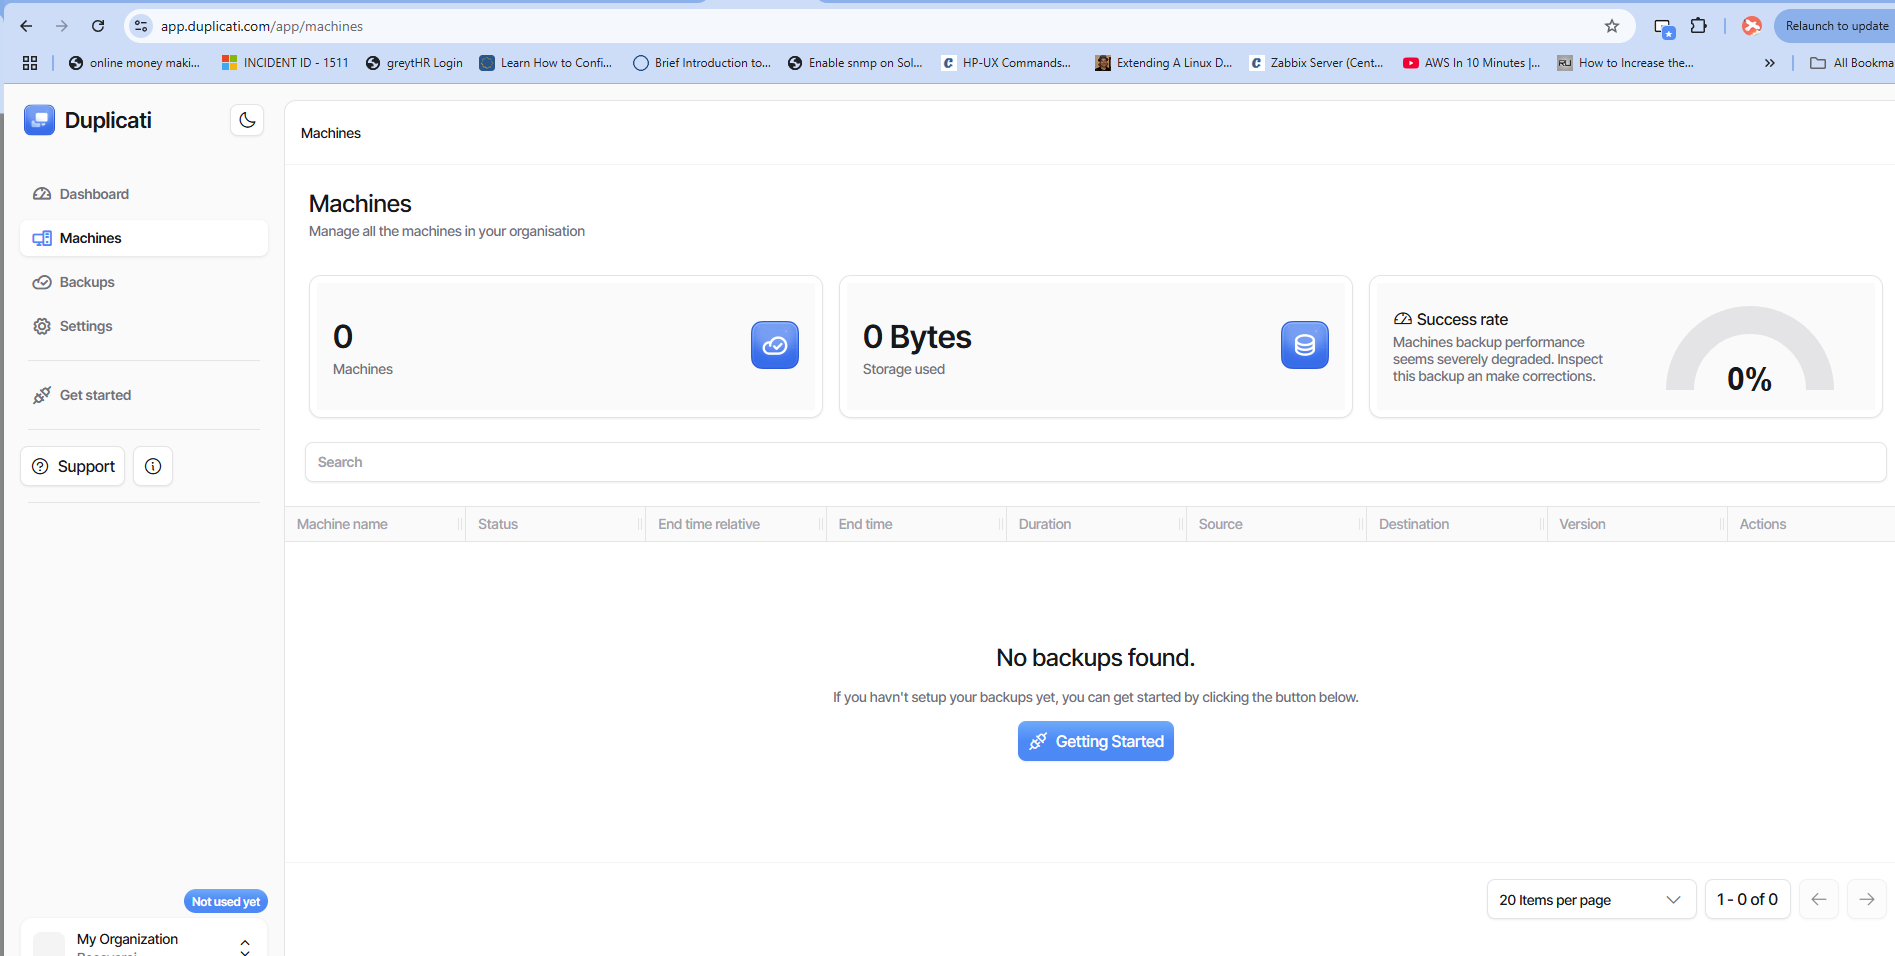 app.duplicati.com/app/machines
Relaunch to update
online money maki...
INCIDENT ID - 1511
greytHR Login
Learn How to Confi...
Brief Introduction to...
Enable snmp on Sol...
HP-UX Commands...
Extending A Linux D...
Zabbix Server (Cent...
AWS In 10 Minutes |...
How to Increase the...
All Bookma
Duplicati
Dashboard
Machines
Backups
Settings
Get started
Support
Not used yet
My Organization
Machines
Machines
Manage all the machines in your organisation
0
Machines
0 Bytes
Storage used
Success rate
Machines backup performance
seems severely degraded. Inspect
this backup an make corrections.
0%
Search
Machine name
Status
End time relative
End time
Duration
Source
Destination
Version
Actions
No backups found.
If you havn't setup your backups yet, you can get started by clicking the button below.
Getting Started
20 Items per page
1 - 0 of 0